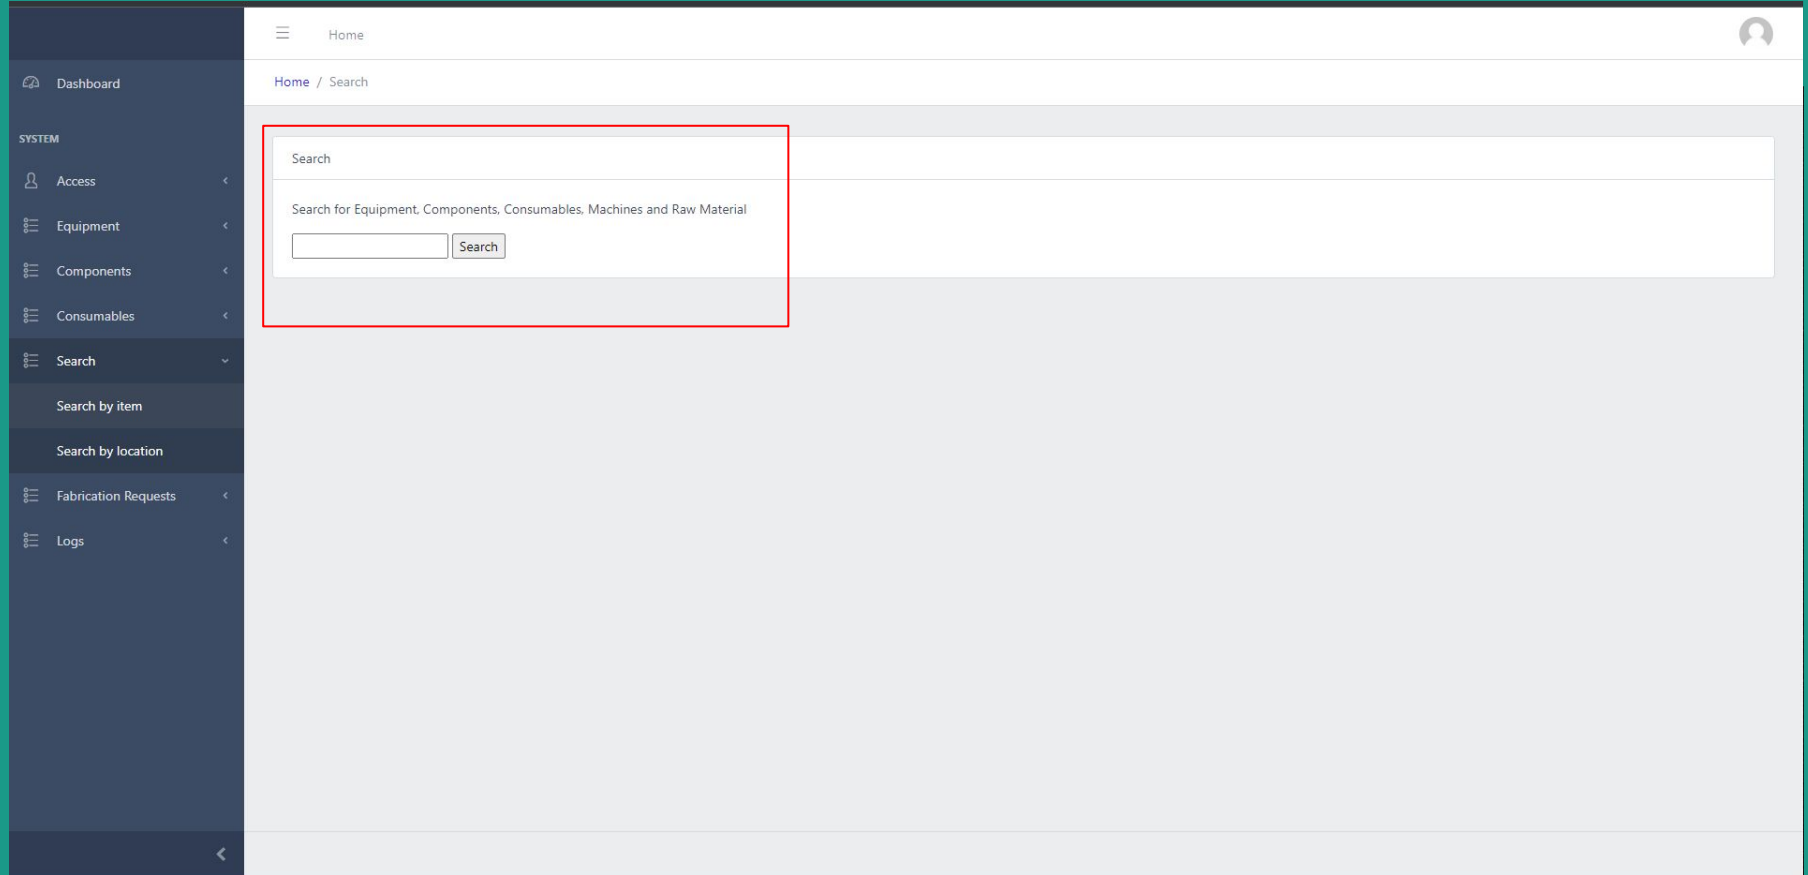 Home
Home / Search
Dashboard
SYSTEM
Access
Equipment
Components
Consumables
Search
Search by item
Search by location
Fabrication Requests
Logs
Search
Search for Equipment, Components, Consumables, Machines and Raw Material
Search